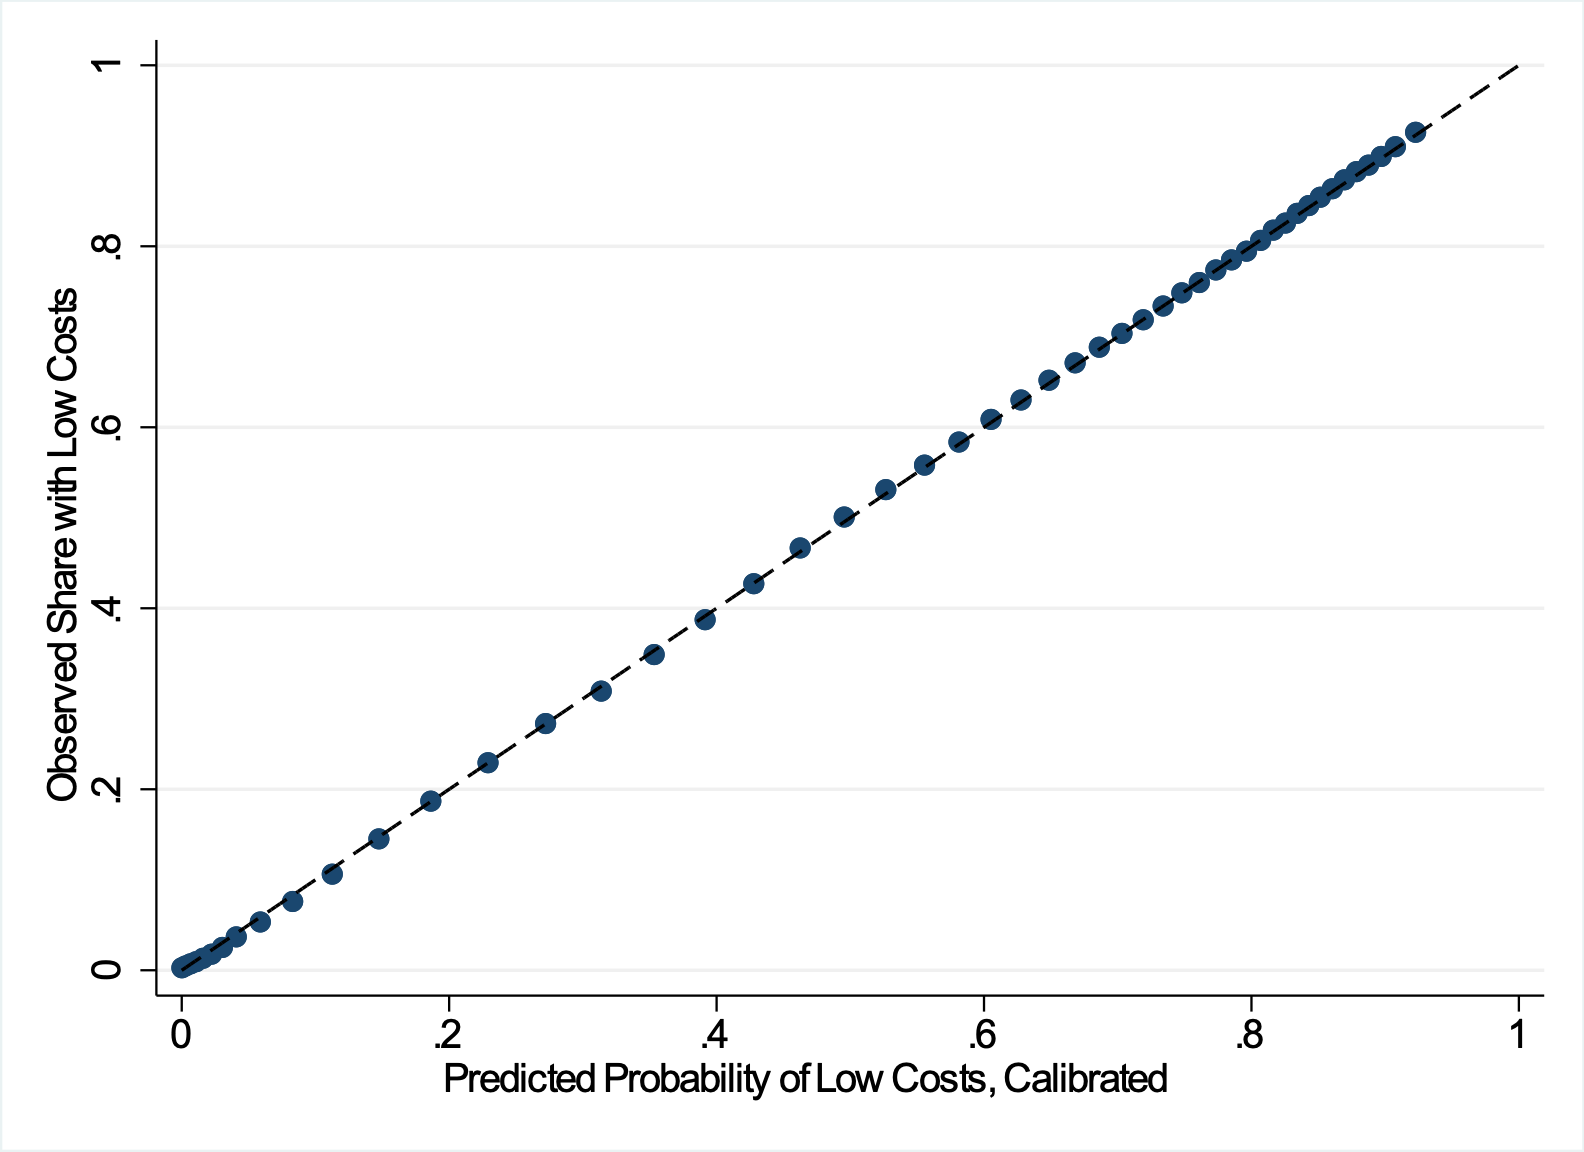 Observed Share with Low Costs
1
.8
.6
.4
.2
0
0 .2 .4 .6 .8 1
Predicted Probability of Low Costs, Calibrated